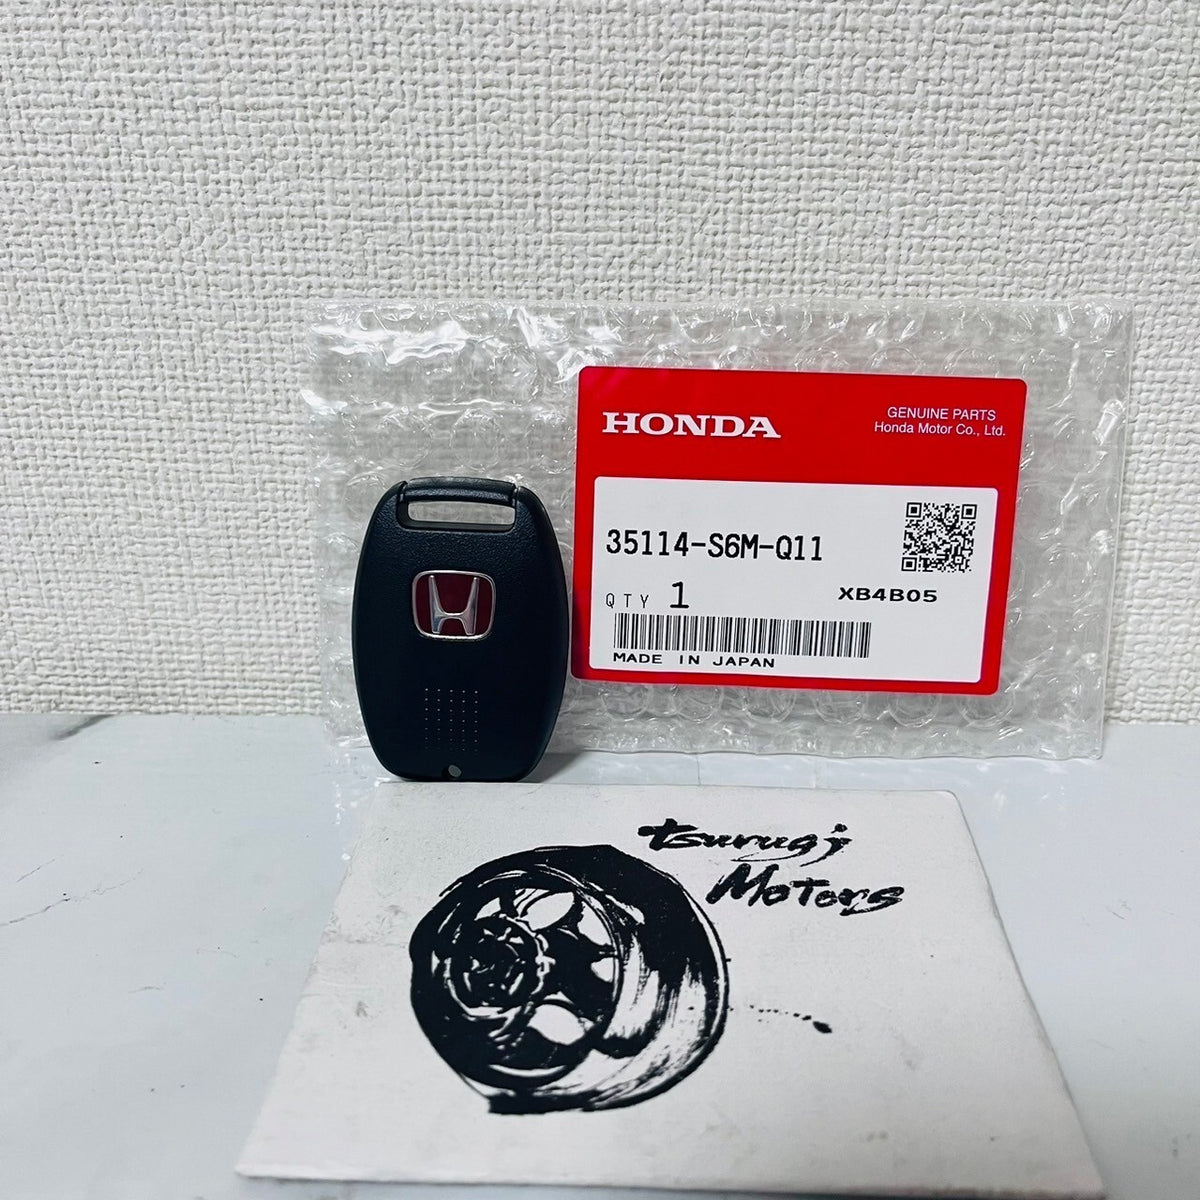 HONDA
GENUINE PARTS
Honda Motor Co., Ltd.
35114-S6M-Q11
QTY 1
XB4B05
MADE IN JAPAN
tsurugi
Motors